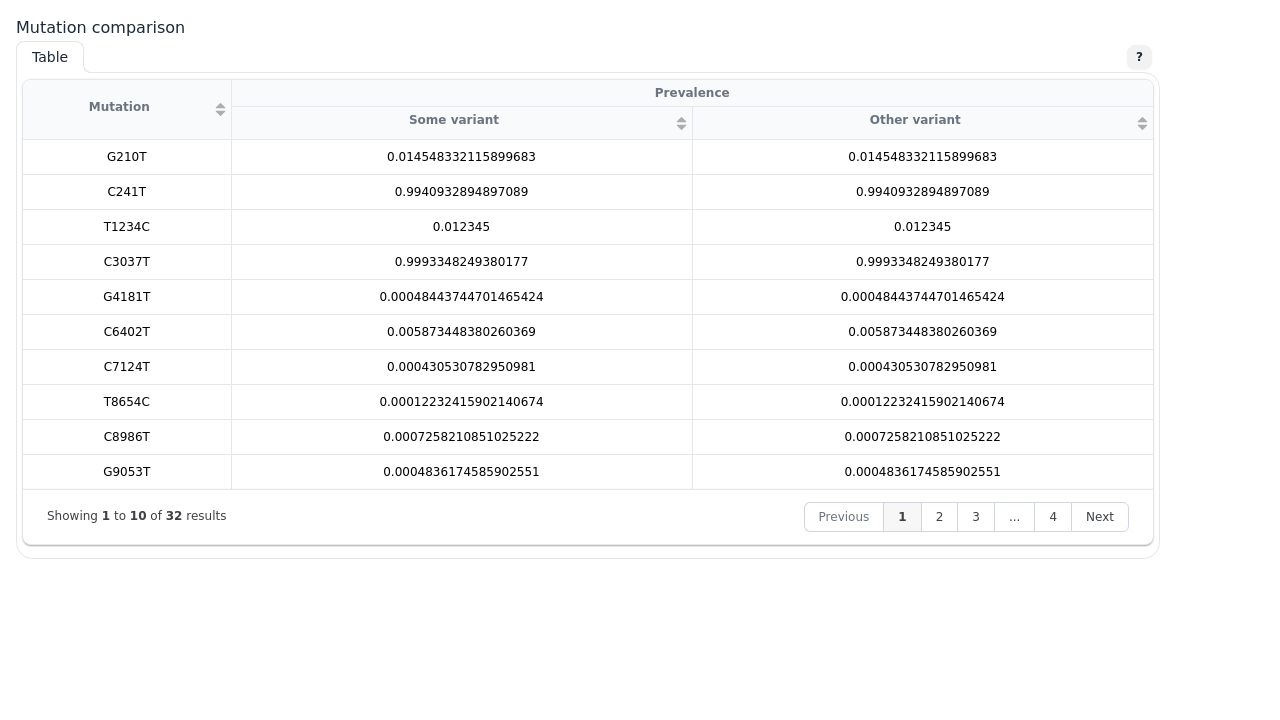 Mutation comparison
Table ?
Mutation Prevalence
Some variant Other variant
G210T 0.014548332115899683 0.014548332115899683
C241T 0.9940932894897089 0.9940932894897089
T1234C 0.012345 0.012345
C3037T 0.9993348249380177 0.9993348249380177
G4181T 0.00048443744701465424 0.00048443744701465424
C6402T 0.005873448380260369 0.005873448380260369
C7124T 0.000430530782950981 0.000430530782950981
T8654C 0.00012232415902140674 0.00012232415902140674
C8986T 0.0007258210851025222 0.0007258210851025222
G9053T 0.0004836174585902551 0.0004836174585902551
Showing 1 to 10 of 32 results Previous 1 2 3 ... 4 Next